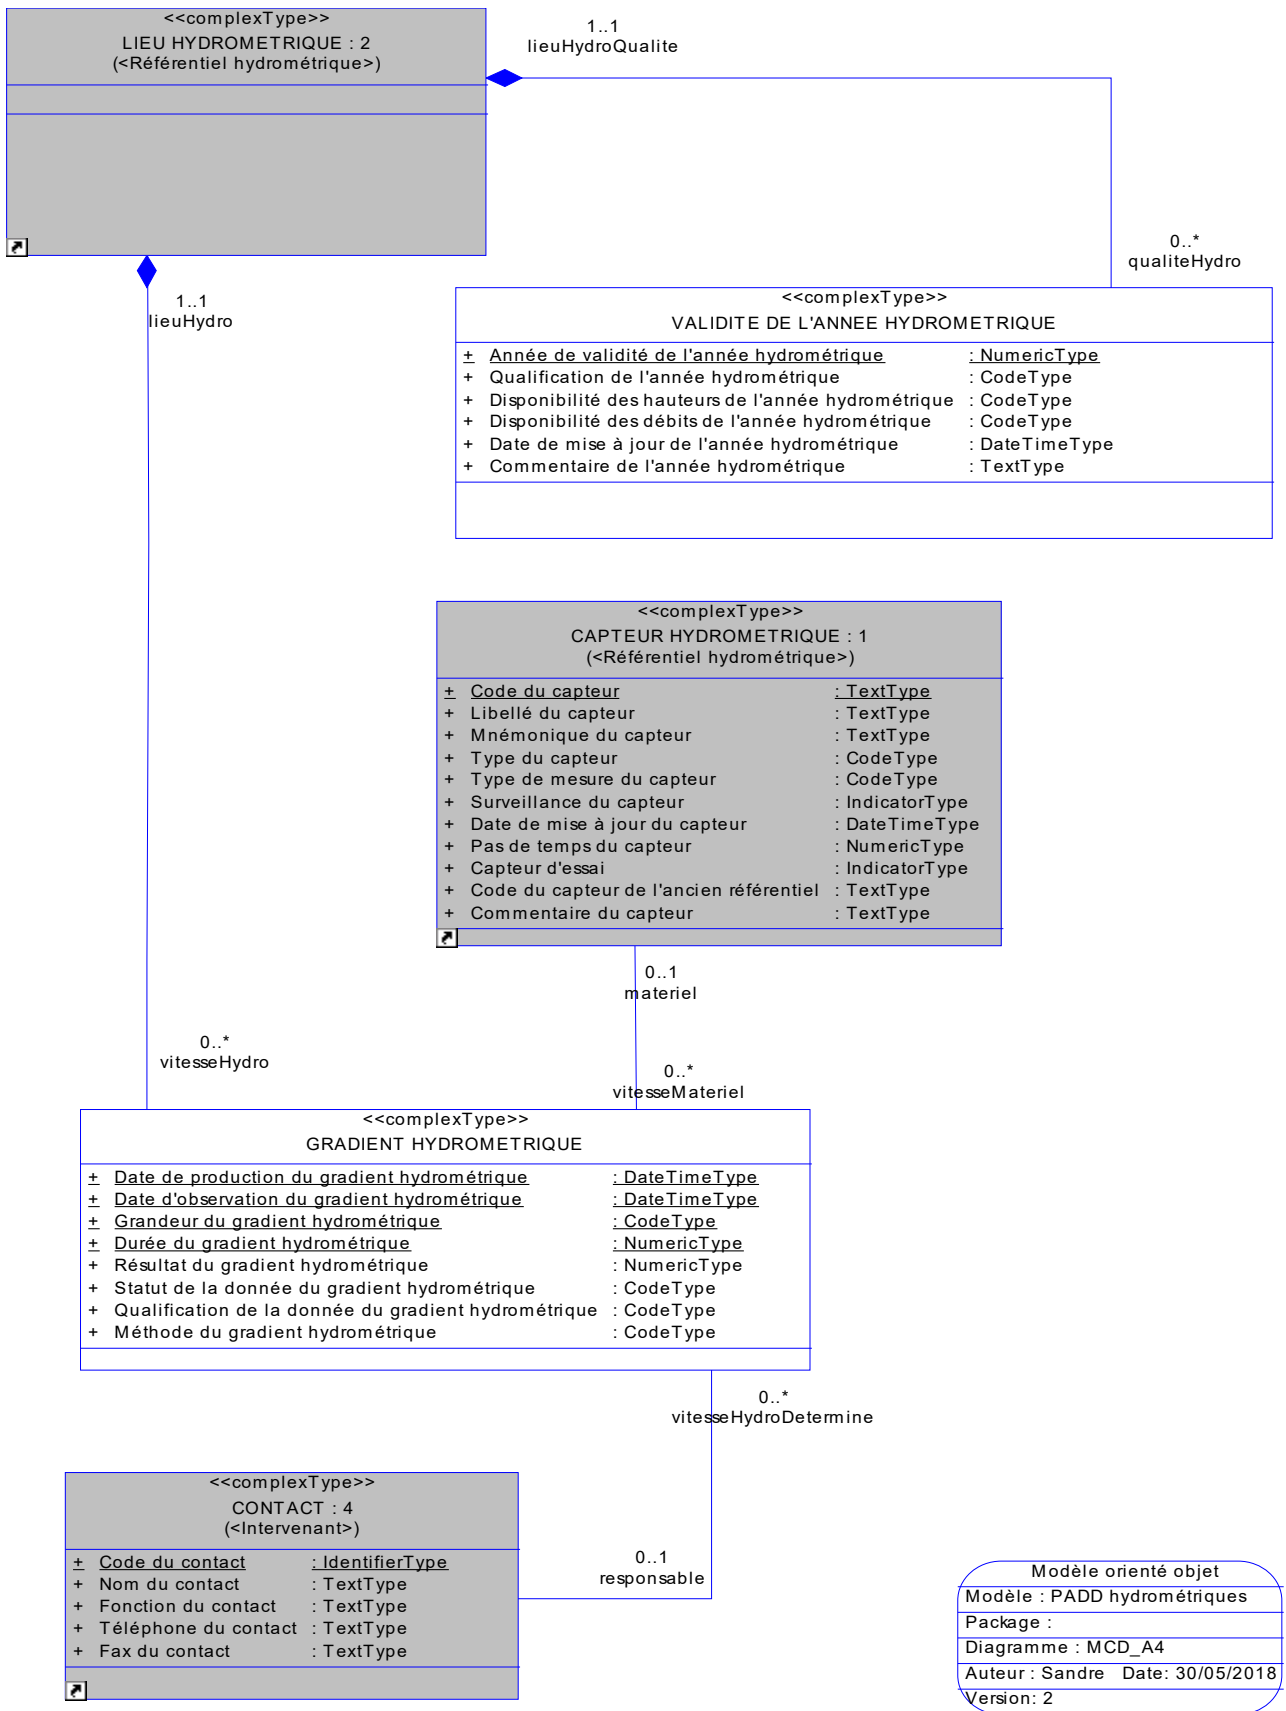 <<complexType>>
LIEU HYDROMETRIQUE : 2
(<Référentiel hydrométrique>)
1..1
lieuHydroQualite
0..*
qualiteHydro
1..1
lieuHydro
<<complexType>>
VALIDITE DE L'ANNEE HYDROMETRIQUE
+ Année de validité de l'année hydrométrique : NumericType
+ Qualification de l'année hydrométrique : CodeType
+ Disponibilité des hauteurs de l'année hydrométrique : CodeType
+ Disponibilité des débits de l'année hydrométrique : CodeType
+ Date de mise à jour de l'année hydrométrique : DateTimeType
+ Commentaire de l'année hydrométrique : TextType
<<complexType>>
CAPTEUR HYDROMETRIQUE : 1
(<Référentiel hydrométrique>)
+ Code du capteur : TextType
+ Libellé du capteur : TextType
+ Mnémonique du capteur : TextType
+ Type du capteur : CodeType
+ Type de mesure du capteur : CodeType
+ Surveillance du capteur : IndicatorType
+ Date de mise à jour du capteur : DateTimeType
+ Pas de temps du capteur : NumericType
+ Capteur d'essai : IndicatorType
+ Code du capteur de l'ancien référentiel : TextType
+ Commentaire du capteur : TextType
0..1
materiel
0..*
vitesseHydro
0..*
vitesseMateriel
<<complexType>>
GRADIENT HYDROMETRIQUE
+ Date de production du gradient hydrométrique : DateTimeType
+ Date d'observation du gradient hydrométrique : DateTimeType
+ Grandeur du gradient hydrométrique : CodeType
+ Durée du gradient hydrométrique : NumericType
+ Résultat du gradient hydrométrique : NumericType
+ Statut de la donnée du gradient hydrométrique : CodeType
+ Qualification de la donnée du gradient hydrométrique : CodeType
+ Méthode du gradient hydrométrique : CodeType
0..*
vitesseHydroDetermine
<<complexType>>
CONTACT : 4
(<Intervenant>)
+ Code du contact : IdentifierType
+ Nom du contact : TextType
+ Fonction du contact : TextType
+ Téléphone du contact : TextType
+ Fax du contact : TextType
0..1
responsable
Modèle orienté objet
Modèle : PADD hydrométriques
Package :
Diagramme : MCD_A4
Auteur : Sandre Date: 30/05/2018
Version: 2